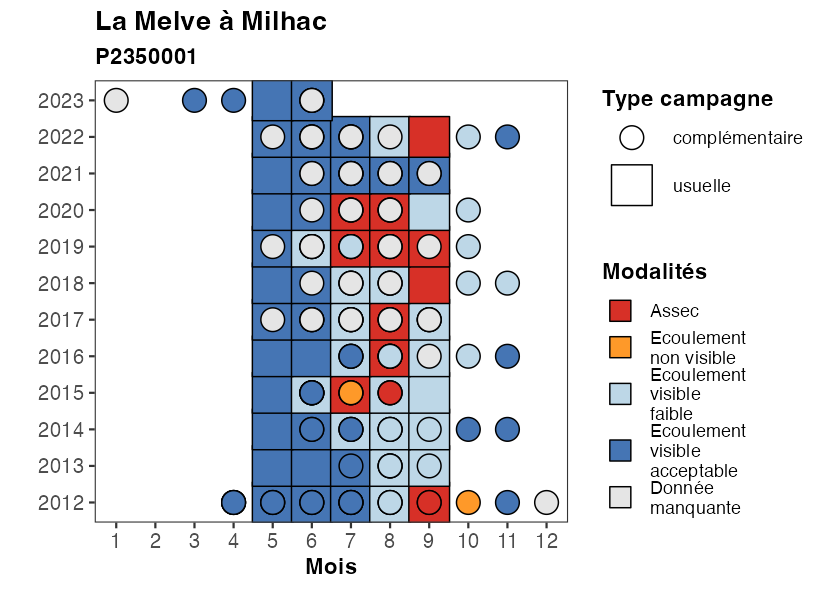 La Melve à Milhac
P2350001
2023
2022
2021
2020
2019
2018
2017
2016
2015
2014
2013
2012
1 2 3 4 5 6 7 8 9 10 11 12
Mois
Type campagne
complémentaire
usuelle
Modalités
Assec
Ecoulement
non visible
Ecoulement
visible
faible
Ecoulement
visible
acceptable
Donnée
manquante